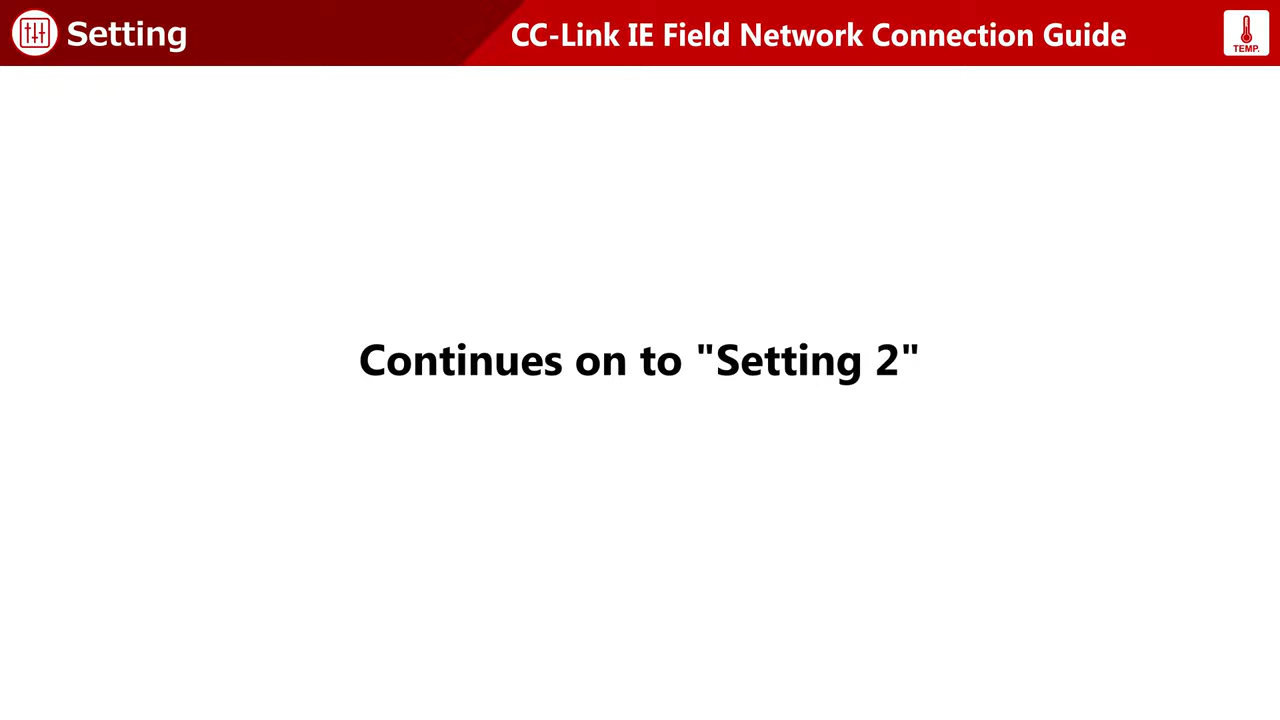 Setting
CC-Link IE Field Network Connection Guide
TEMP.
Continues on to "Setting 2"